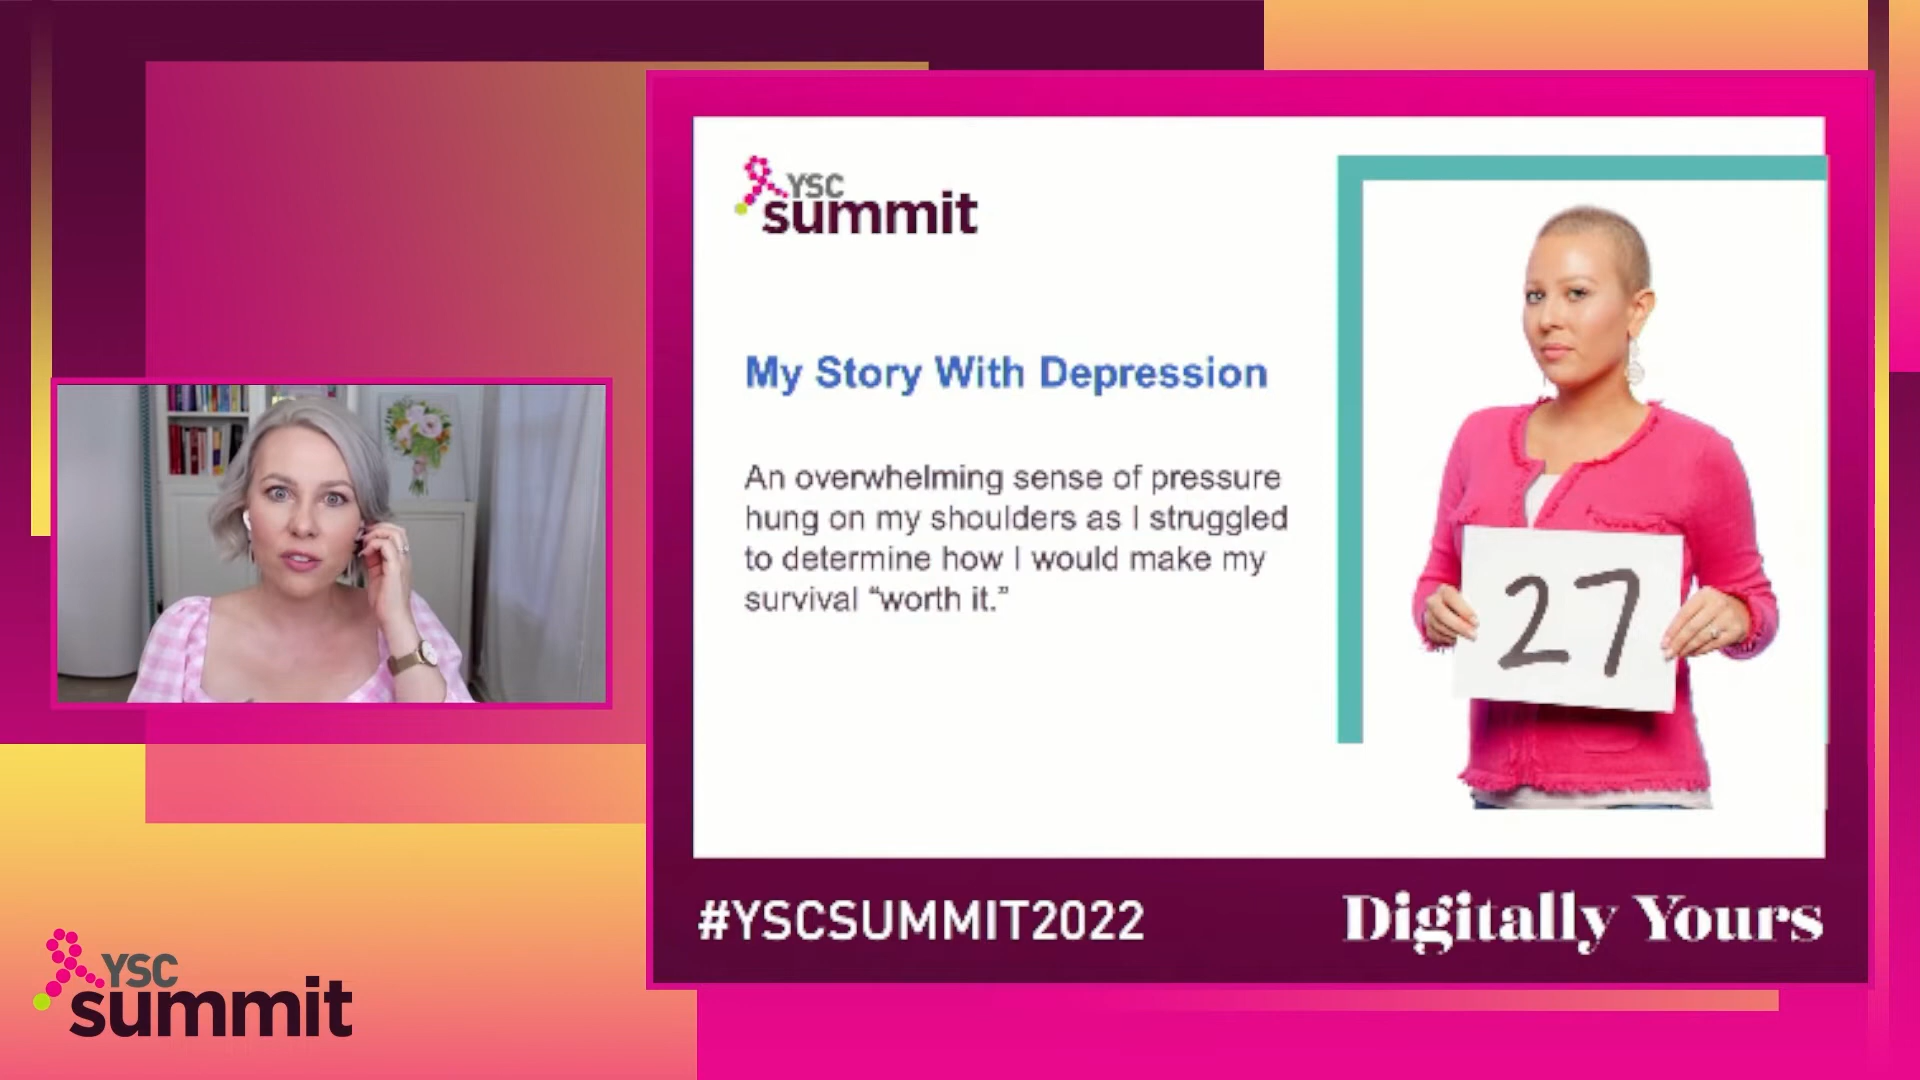 YSC
summit
My Story With Depression
An overwhelming sense of pressure
hung on my shoulders as I struggled
to determine how I would make my
survival “worth it.”
27
#YSCSUMMIT2022
Digitally Yours
YSC
summit